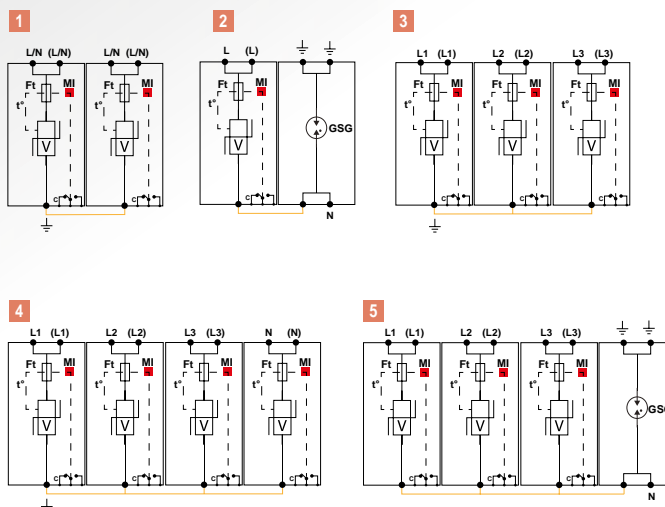 1
2
3
L/N (L/N) L/N (L/N)
L (L)
L1 (L1) L2 (L2) L3 (L3)
Ft MI Ft MI
Ft MI
Ft MI Ft MI Ft MI
t° t°
t°
t° t° t°
GSG
V V
V
V V V
C C
C
C C C
N
4
5
L1 (L1) L2 (L2) L3 (L3) N (N)
L1 (L1) L2 (L2) L3 (L3)
Ft MI Ft MI Ft MI Ft MI
Ft MI Ft MI Ft MI
t° t° t° t°
t° t° t°
GSG
V V V V
V V V
C C C C
C C C
N